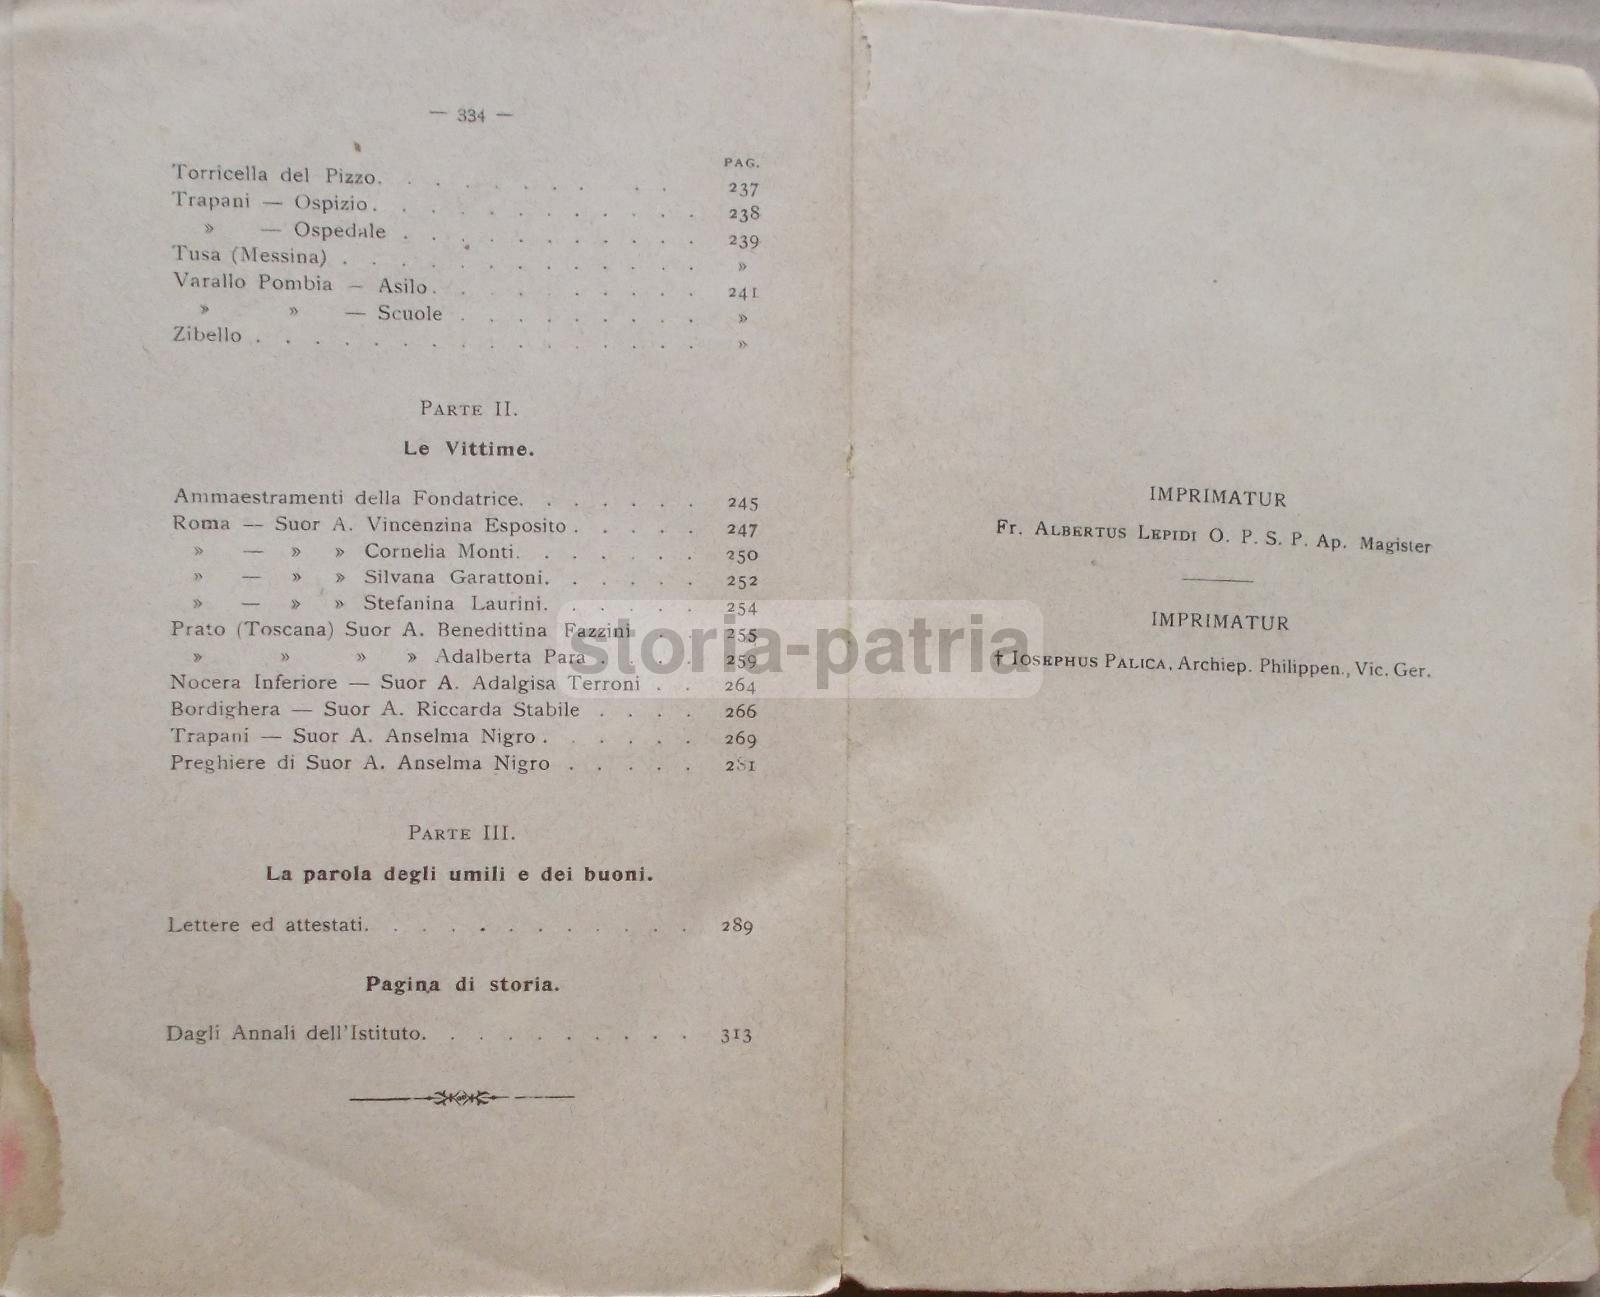 — 334 —
PAG.
Torricella del Pizzo. . . . . . . . . 237
Trapani — Ospizio . . . . . . . . . . . . 238
» — Ospedale . . . . . . . . . . . 239
Tusa (Messina) . . . . . . . . . . . . . »
Varallo Pombia — Asilo . . . . . . . . . . 241
» » — Scuole . . . . . . . . . »
Zibello . . . . . . . . . . . . . . . . »
PARTE II.
Le Vittime.
Ammaestramenti della Fondatrice. . . . . . . 245
Roma — Suor A. Vincenzina Esposito . . . . . 247
» — » » Cornelia Monti. . . . . . . 250
» — » » Silvana Garattoni. . . . . . 252
» — » » Stefanina Laurini. . . . . . 254
Prato (Toscana) Suor A. Benedittina Fazzini . . 255
» » » » Adalberta Para . . . . 259
Nocera Inferiore — Suor A. Adalgisa Terroni . . 264
Bordighera — Suor A. Riccarda Stabile . . . . 266
Trapani — Suor A. Anselma Nigro . . . . . . 269
Preghiere di Suor A. Anselma Nigro . . . . . 281
PARTE III.
La parola degli umili e dei buoni.
Lettere ed attestati. . . . . . . . . . . . 289
Pagina di storia.
Dagli Annali dell'Istituto. . . . . . . . . . 313
IMPRIMATUR
Fr. ALBERTUS LEPIDI O. P. S. P. Ap. Magister
IMPRIMATUR
† IOSEPHUS PALICA, Archiep. Philippen., Vic. Ger.
storia-patria